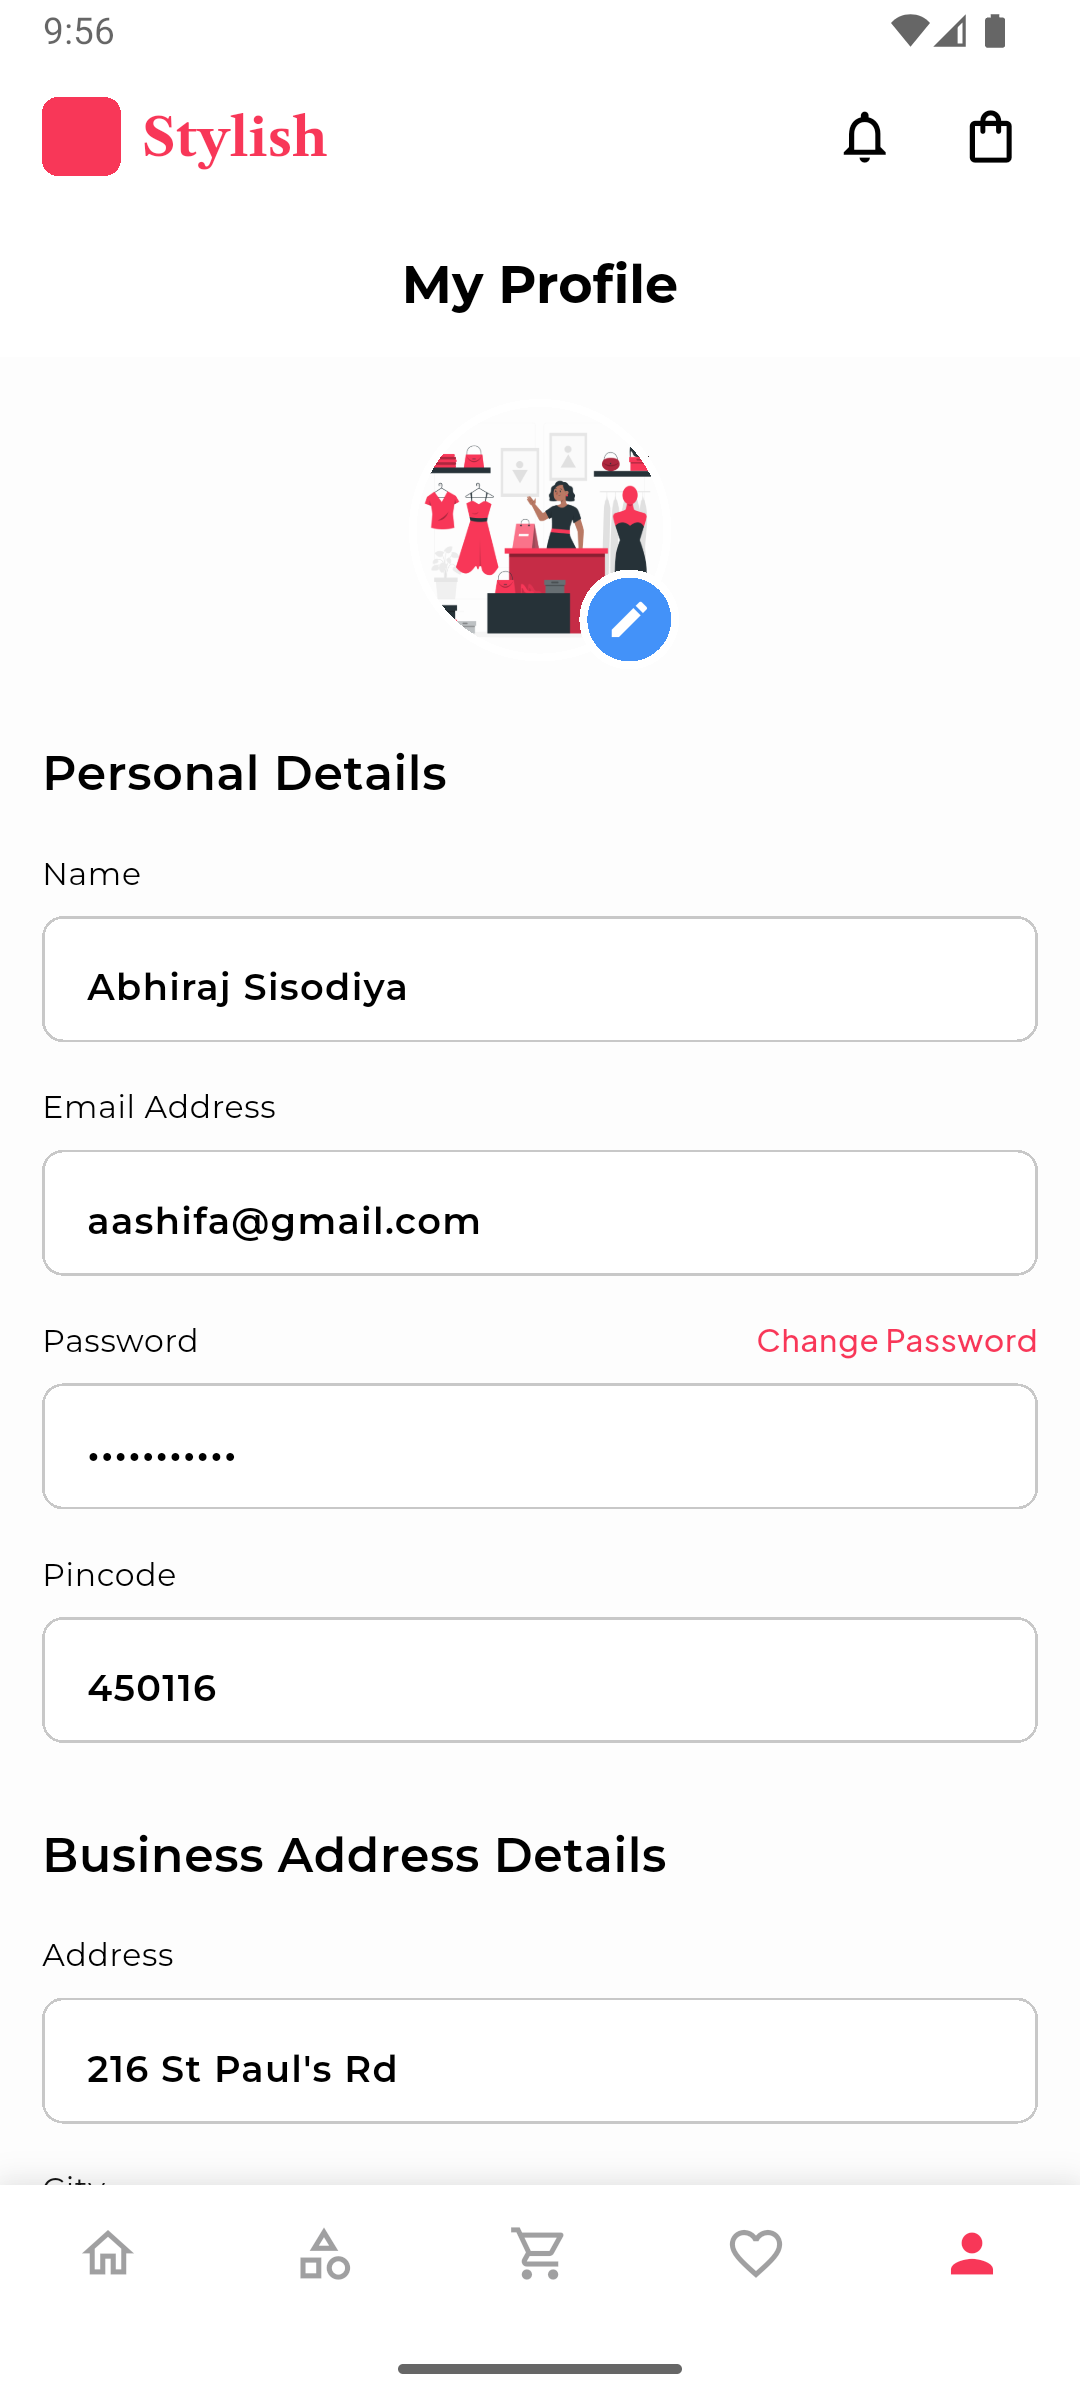 9:56
Stylish
My Profile
Personal Details
Name
Abhiraj Sisodiya
Email Address
aashifa@gmail.com
Password
Change Password
•••••••••••
Pincode
450116
Business Address Details
Address
216 St Paul's Rd
City